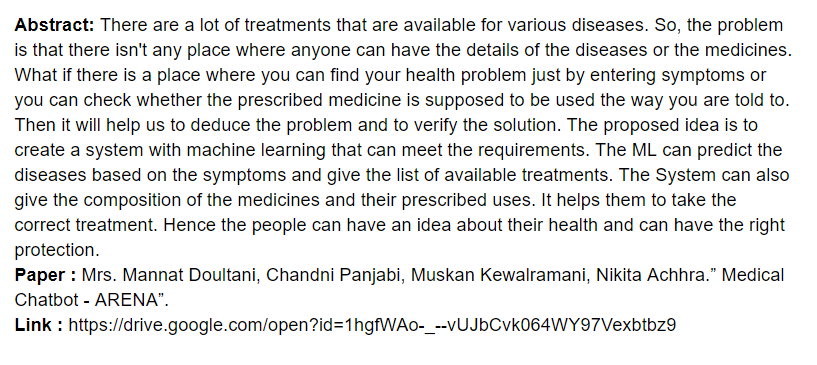 Abstract: There are a lot of treatments that are available for various diseases. So, the problem
is that there isn't any place where anyone can have the details of the diseases or the medicines.
What if there is a place where you can find your health problem just by entering symptoms or
you can check whether the prescribed medicine is supposed to be used the way you are told to.
Then it will help us to deduce the problem and to verify the solution. The proposed idea is to
create a system with machine learning that can meet the requirements. The ML can predict the
diseases based on the symptoms and give the list of available treatments. The System can also
give the composition of the medicines and their prescribed uses. It helps them to take the
correct treatment. Hence the people can have an idea about their health and can have the right
protection.
Paper : Mrs. Mannat Doultani, Chandni Panjabi, Muskan Kewalramani, Nikita Achhra.” Medical
Chatbot - ARENA”.
Link : https://drive.google.com/open?id=1hgfWAo-_--vUJbCvk064WY97Vexbtbz9